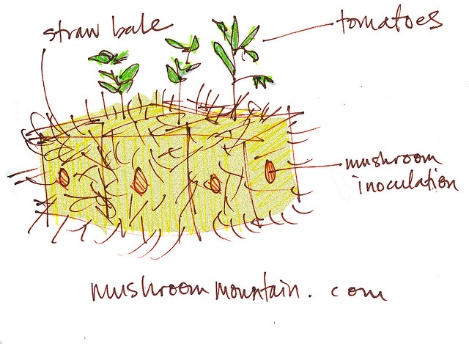 straw bale
tomatoes
mushroom
inoculation
mushroommountain.com